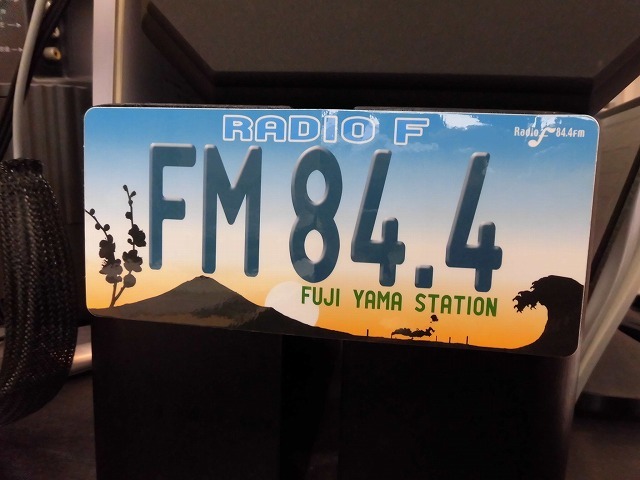 RADIO F
Radio F 84.4FM
FM 84.4
FUJI YAMA STATION